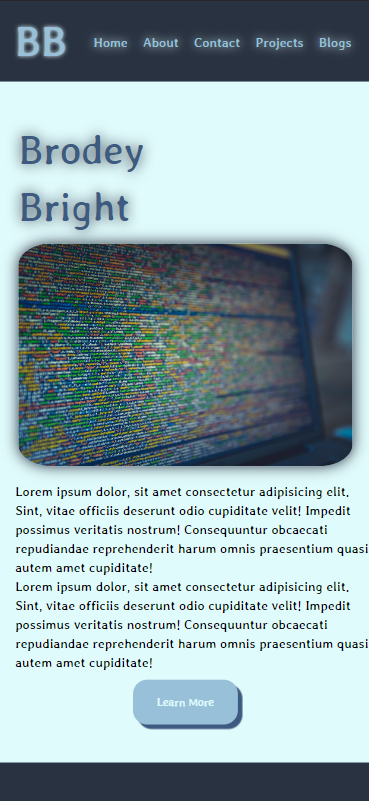 BB
Home About Contact Projects Blogs
Brodey
Bright
Lorem ipsum dolor, sit amet consectetur adipisicing elit.
Sint, vitae officiis deserunt odio cupiditate velit! Impedit
possimus veritatis nostrum! Consequuntur obcaecati
repudiandae reprehenderit harum omnis praesentium quasi
autem amet cupiditate!
Lorem ipsum dolor, sit amet consectetur adipisicing elit.
Sint, vitae officiis deserunt odio cupiditate velit! Impedit
possimus veritatis nostrum! Consequuntur obcaecati
repudiandae reprehenderit harum omnis praesentium quasi
autem amet cupiditate!
Learn More